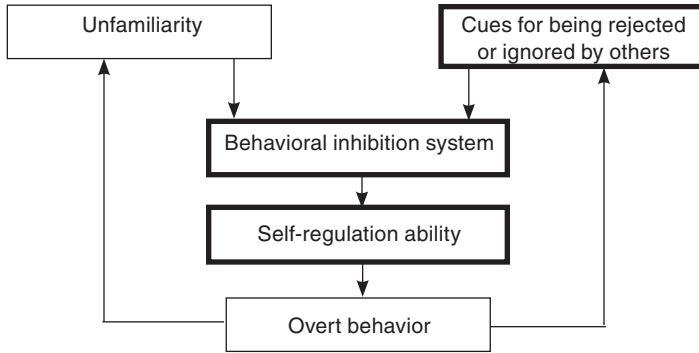 Unfamiliarity
Cues for being rejected
or ignored by others
Behavioral inhibition system
Self-regulation ability
Overt behavior